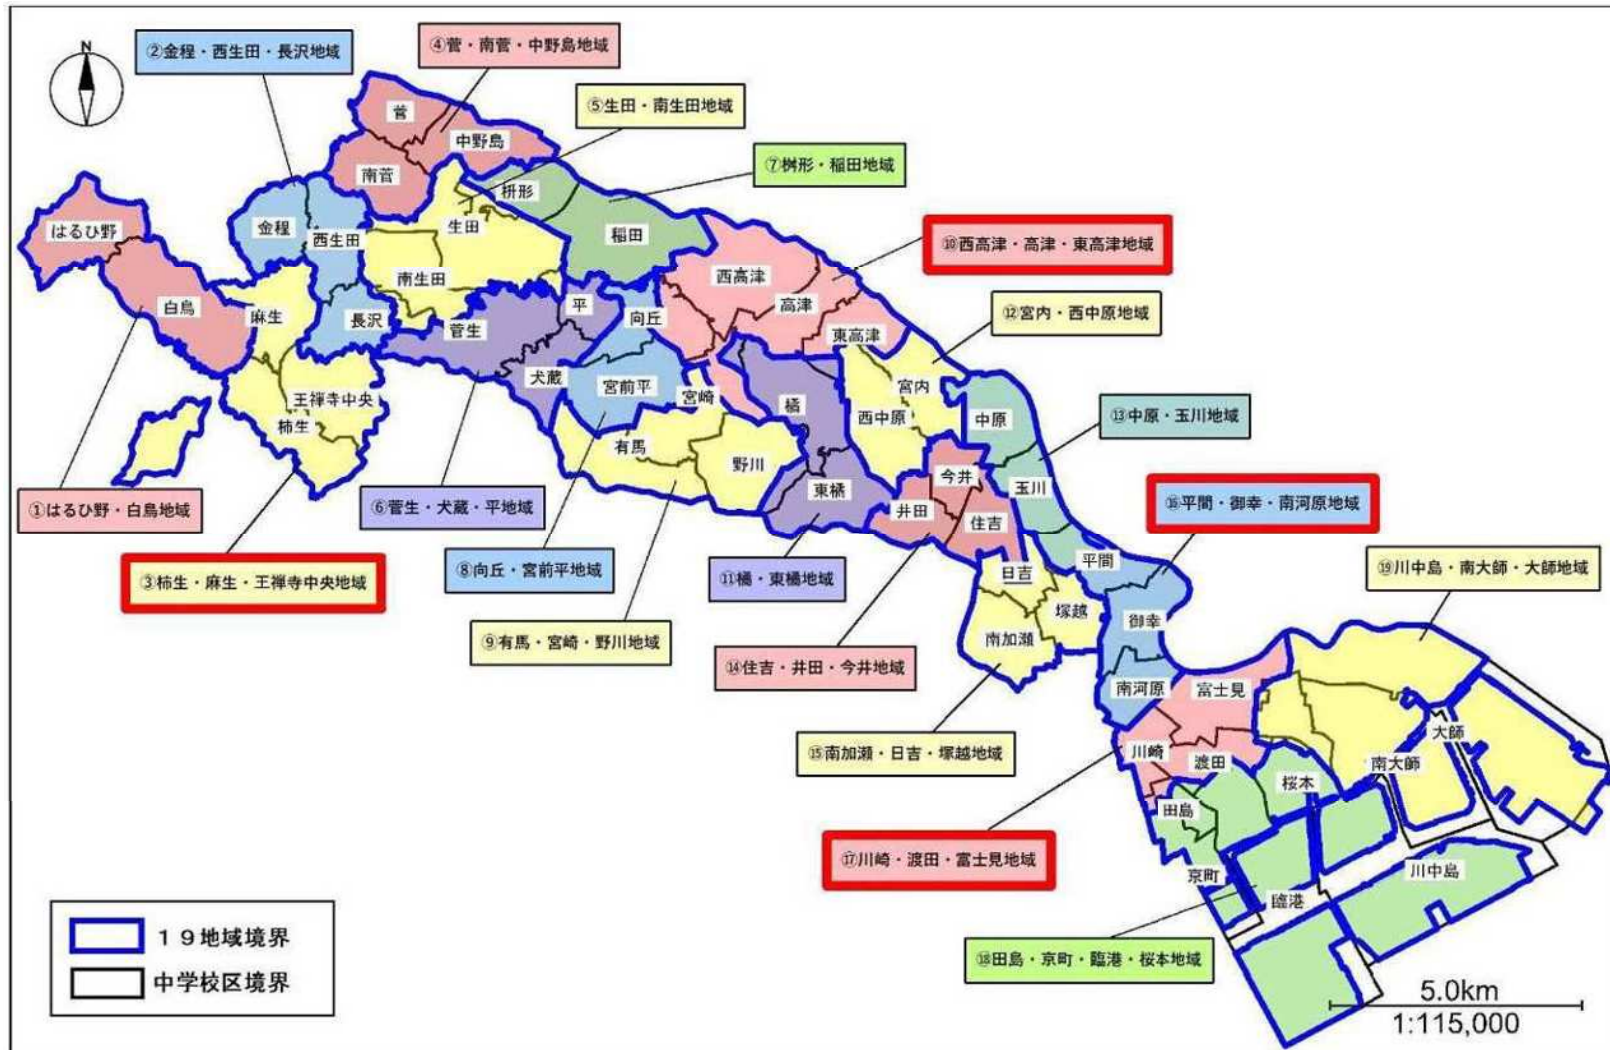 N
②金程・西生田・長沢地域
④菅・南菅・中野島地域
⑤生田・南生田地域
⑦桝形・稲田地域
⑩西高津・高津・東高津地域
⑫宮内・西中原地域
⑬中原・玉川地域
⑯平間・御幸・南河原地域
⑲川中島・南大師・大師地域
①はるひ野・白鳥地域
③柿生・麻生・王禅寺中央地域
⑥菅生・犬蔵・平地域
⑧向丘・宮前平地域
⑨有馬・宮崎・野川地域
⑪橘・東橘地域
⑭住吉・井田・今井地域
⑮南加瀬・日吉・塚越地域
⑰川崎・渡田・富士見地域
⑱田島・京町・臨港・桜本地域
菅
中野島
南菅
枡形
はるひ野
金程
西生田
生田
稲田
南生田
西高津
白鳥
麻生
長沢
菅生
平
向丘
高津
東高津
犬蔵
宮前平
宮崎
宮内
王禅寺中央
柿生
橘
西中原
中原
有馬
野川
今井
東橘
玉川
井田
住吉
平間
日吉
塚越
御幸
南加瀬
南河原
富士見
川崎
渡田
大師
南大師
桜本
田島
京町
臨港
川中島
19地域境界
中学校区境界
5.0km
1:115,000